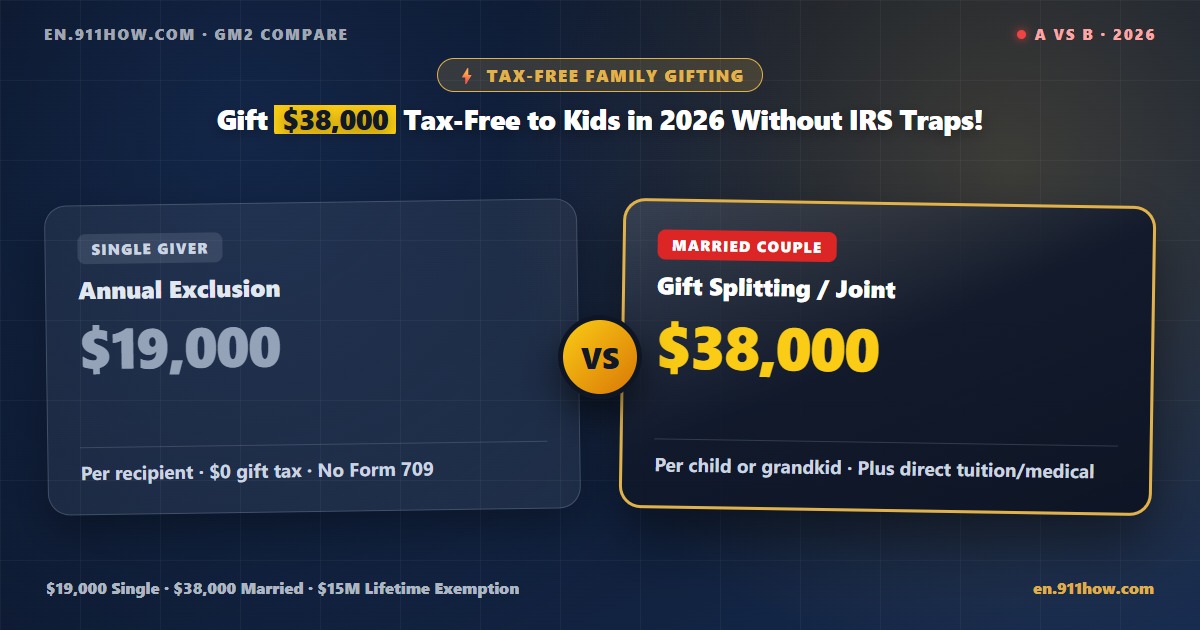 EN.911HOW.COM · GM2 COMPARE
A VS B · 2026
TAX-FREE FAMILY GIFTING
Gift $38,000 Tax-Free to Kids in 2026 Without IRS Traps!
SINGLE GIVER
Annual Exclusion
$19,000
Per recipient · $0 gift tax · No Form 709
VS
MARRIED COUPLE
Gift Splitting / Joint
$38,000
Per child or grandkid · Plus direct tuition/medical
$19,000 Single · $38,000 Married · $15M Lifetime Exemption
en.911how.com